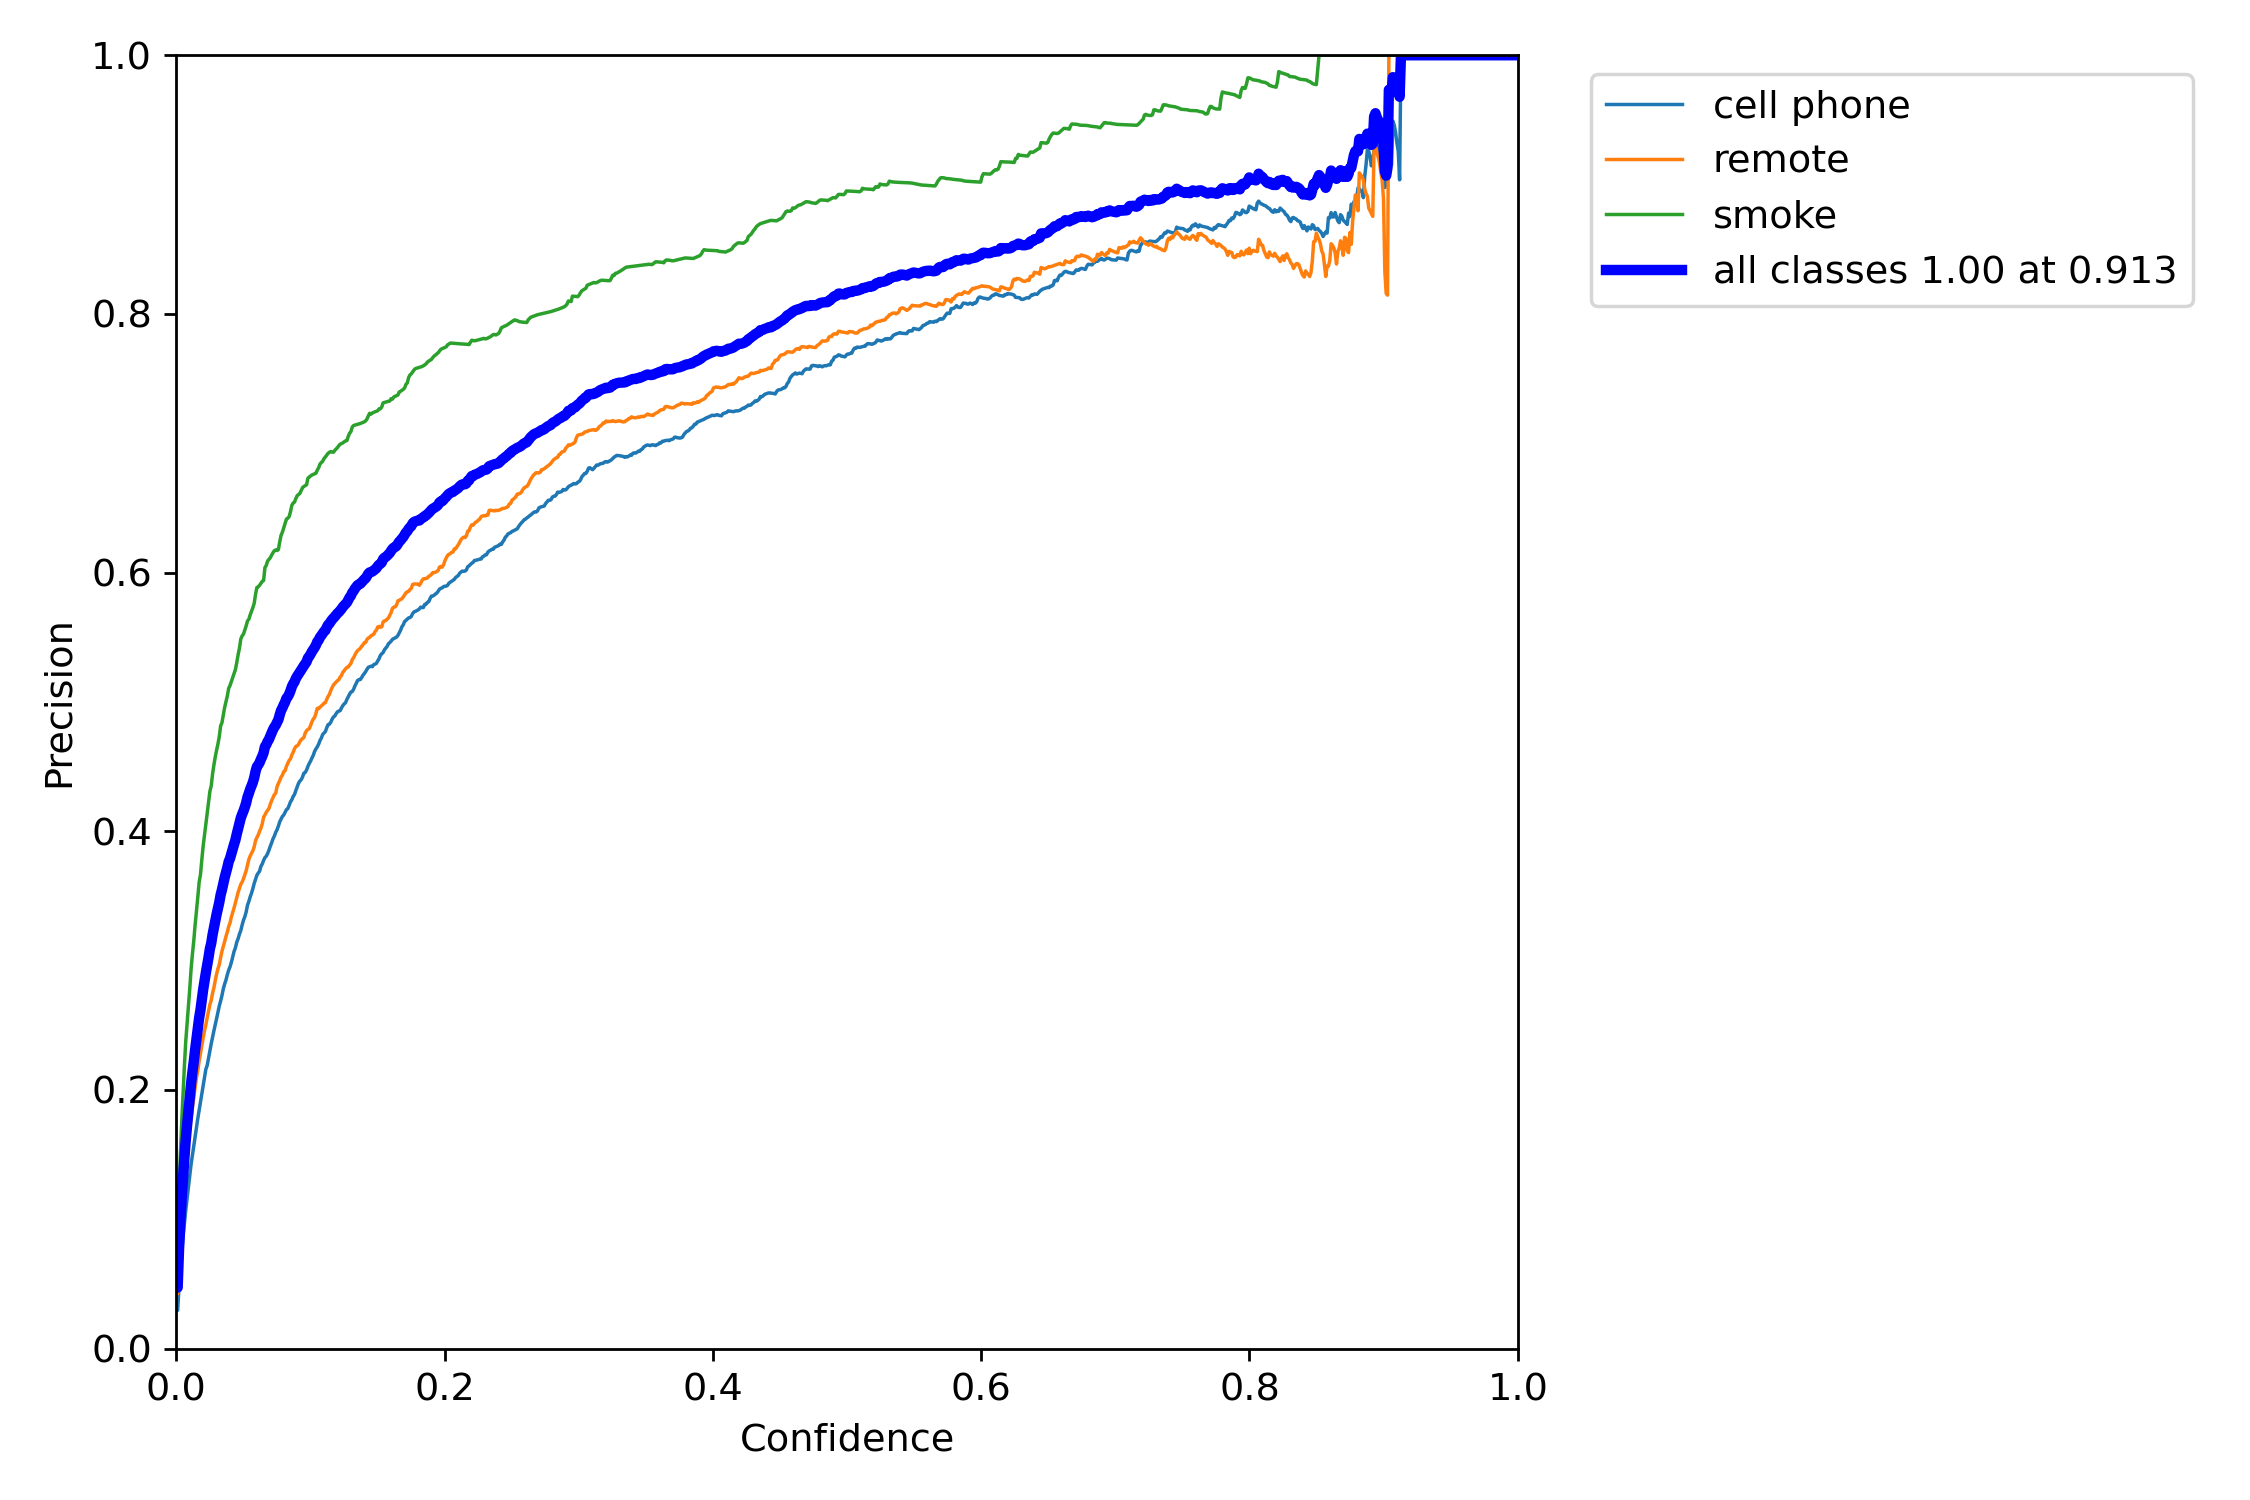 1.0
0.8
0.6
0.4
0.2
0.0
Precision
0.0 0.2 0.4 0.6 0.8 1.0
Confidence
cell phone
remote
smoke
all classes 1.00 at 0.913